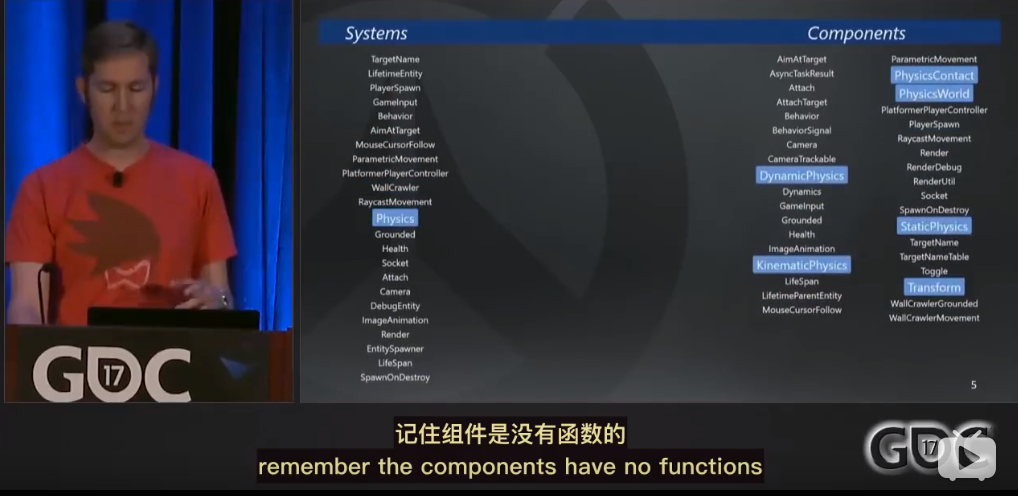 Systems
TargetName
LifetimeEntity
PlayerSpawn
GameInput
Behavior
AimAtTarget
MouseCursorFollow
ParametricMovement
PlatformerPlayerController
WallCrawler
RaycastMovement
Physics
Grounded
Health
Socket
Attach
Camera
DebugEntity
ImageAnimation
Render
EntitySpawner
LifeSpan
SpawnOnDestroy
Components
AimAtTarget
AsyncTaskResult
Attach
AttachTarget
Behavior
BehaviorSignal
Camera
CameraTrackable
DynamicPhysics
Dynamics
GameInput
Grounded
Health
ImageAnimation
KinematicPhysics
LifeSpan
LifetimeParentEntity
MouseCursorFollow
ParametricMovement
PhysicsContact
PhysicsWorld
PlatformerPlayerController
PlayerSpawn
RaycastMovement
Render
RenderDebug
RenderUtil
Socket
SpawnOnDestroy
StaticPhysics
TargetName
TargetNameTable
Toggle
Transform
WallCrawlerGrounded
WallCrawlerMovement
5
GDC
17
记住组件是没有函数的
remember the components have no functions
GDC
17